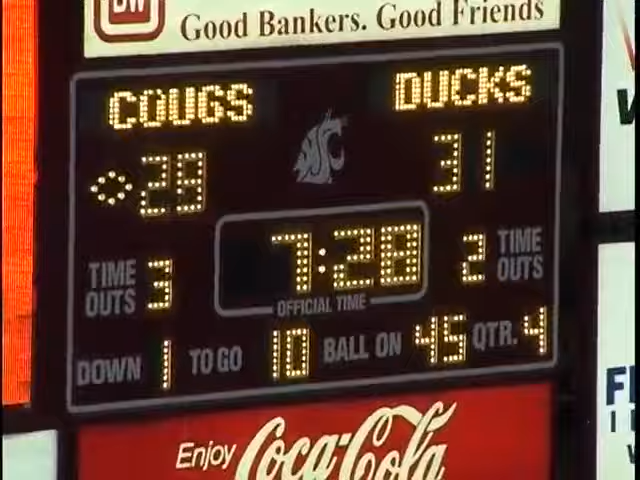 Good Bankers. Good Friends
COUGS DUCKS
28 31
TIME OUTS 3 7:28 2 TIME OUTS
OFFICIAL TIME
DOWN 1 TO GO 10 BALL ON 45 QTR. 4
Enjoy
Coca-Cola